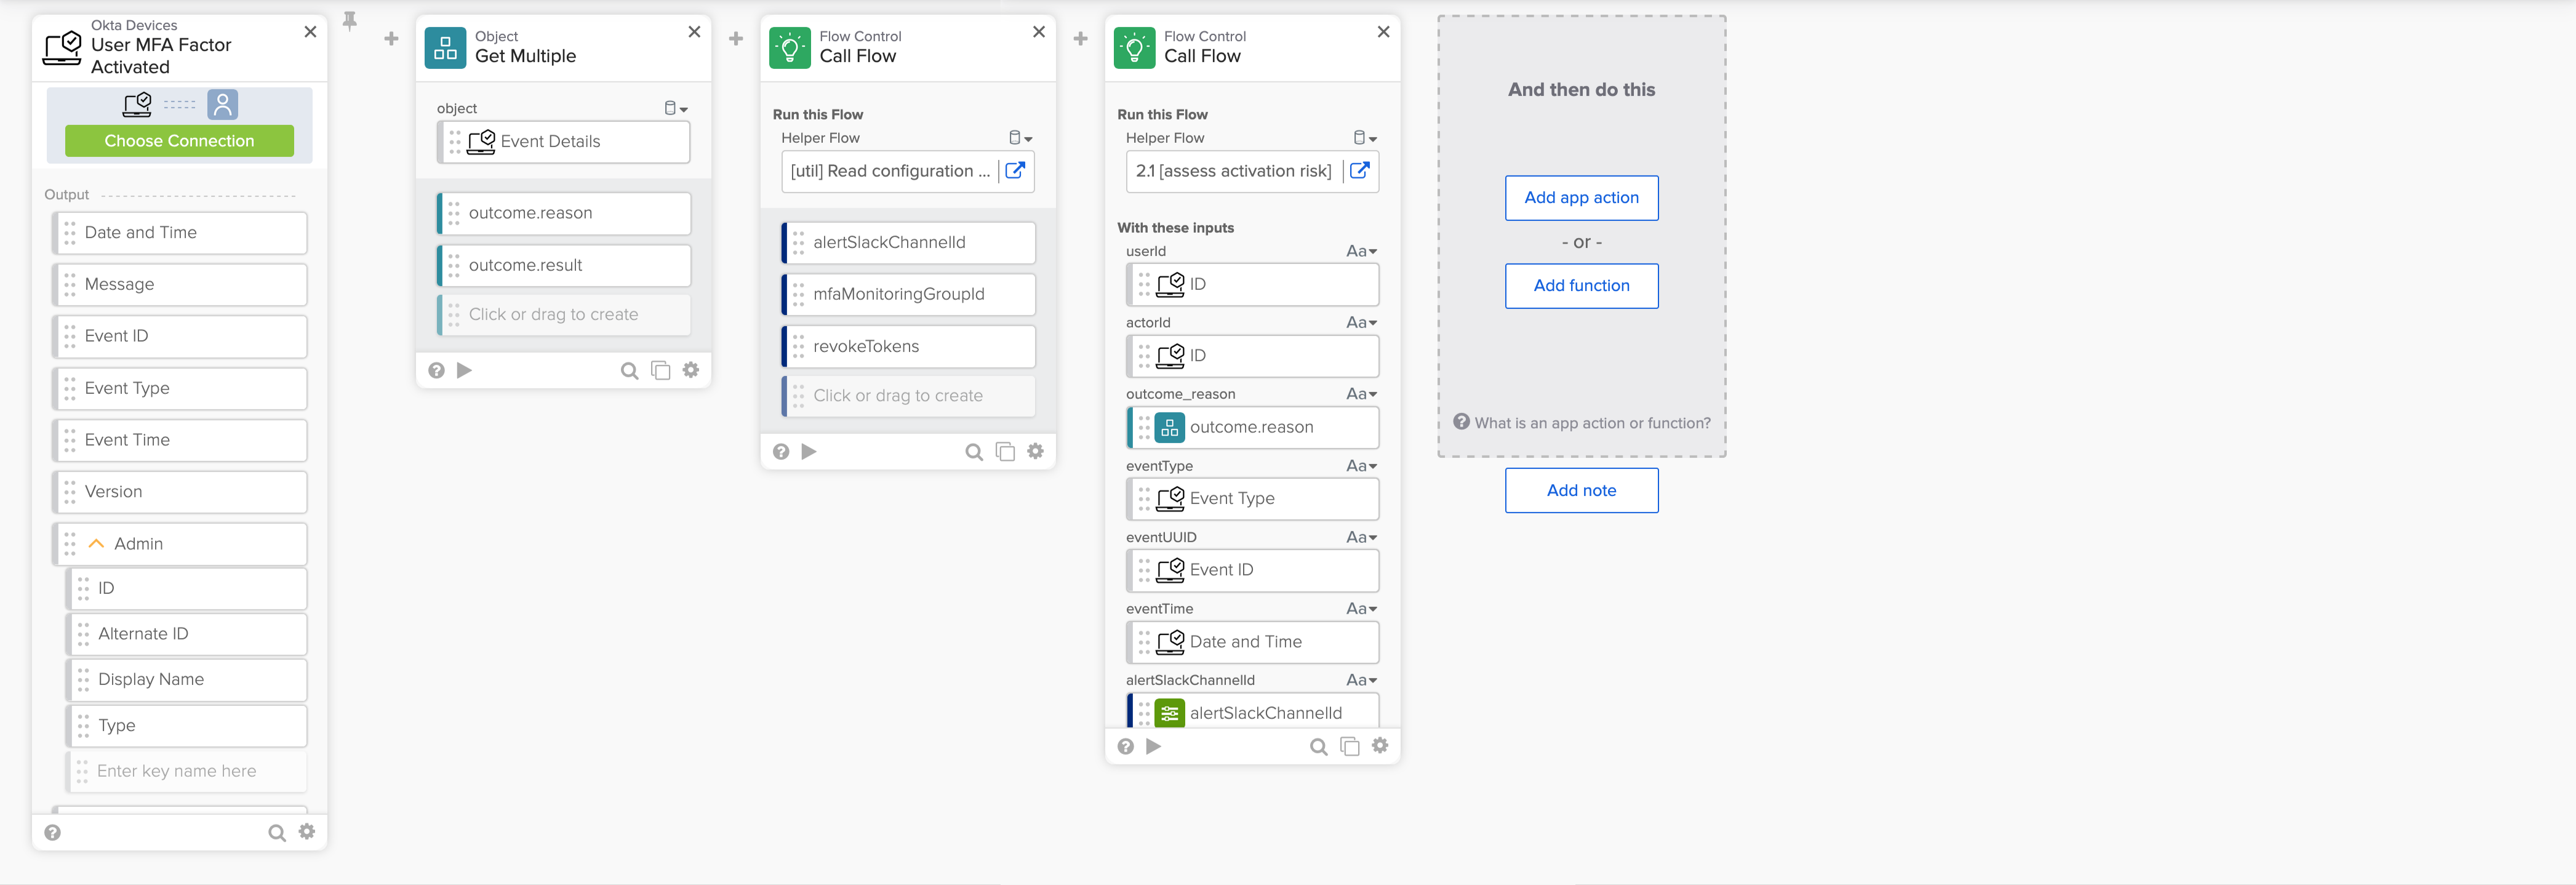 Okta Devices
User MFA Factor
Activated
Choose Connection
Output
Date and Time
Message
Event ID
Event Type
Event Time
Version
Admin
ID
Alternate ID
Display Name
Type
Enter key name here
Object
Get Multiple
object
Event Details
outcome.reason
outcome.result
Click or drag to create
Flow Control
Call Flow
Run this Flow
Helper Flow
[util] Read configuration ...
alertSlackChannelId
mfaMonitoringGroupId
revokeTokens
Click or drag to create
Flow Control
Call Flow
Run this Flow
Helper Flow
2.1 [assess activation risk]
With these inputs
userId Aa
ID
actorId Aa
ID
outcome_reason Aa
outcome.reason
eventType Aa
Event Type
eventUUID Aa
Event ID
eventTime Aa
Date and Time
alertSlackChannelId Aa
alertSlackChannelId
And then do this
Add app action
- or -
Add function
What is an app action or function?
Add note